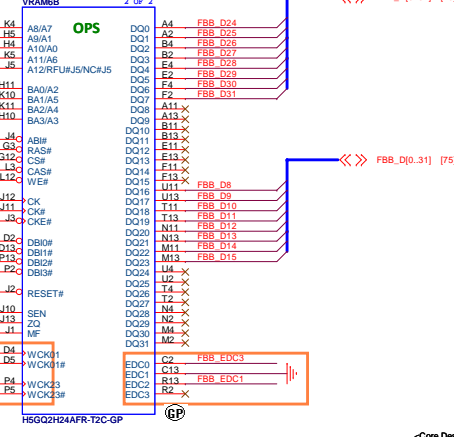 VRAM6B 2 OF 2
OPS
K4 A8/A7 DQ0 A4 FBB_D24
H5 A9/A1 DQ1 A2 FBB_D25
H4 A10/A0 DQ2 B4 FBB_D26
K5 A11/A6 DQ3 B2 FBB_D27
J5 A12/RFU#J5/NC#J5 DQ4 E4 FBB_D28
DQ5 E2 FBB_D29
H11 BA0/A2 DQ6 F4 FBB_D30
K10 BA1/A5 DQ7 F2 FBB_D31
K11 BA2/A4 DQ8 A11
H10 BA3/A3 DQ9 A13
DQ10 B11
J4 ABI# DQ11 B13
G3 RAS# DQ12 E11
G12 CS# DQ13 E13
L3 CAS# DQ14 F11
L12 WE# DQ15 F13
DQ16 U11 FBB_D8
J12 CK DQ17 U13 FBB_D9
J11 CK# DQ18 T11 FBB_D10
J3 CKE# DQ19 T13 FBB_D11
DQ20 N11 FBB_D12
D2 DBI0# DQ21 N13 FBB_D13
D13 DBI1# DQ22 M11 FBB_D14
P13 DBI2# DQ23 M13 FBB_D15
P2 DBI3# DQ24 U4
DQ25 U2
J2 RESET# DQ26 T4
DQ27 T2
J10 SEN DQ28 N4
J13 ZQ DQ29 N2
J1 MF DQ30 M4
DQ31 M2
D4 WCK01
D5 WCK01# EDC0 C2 FBB_EDC3
EDC1 C13
P4 WCK23 EDC2 R13 FBB_EDC1
P5 WCK23# EDC3 R2
FBB_D[0..31] [75
H5GQ2H24AFR-T2C-GP
GP